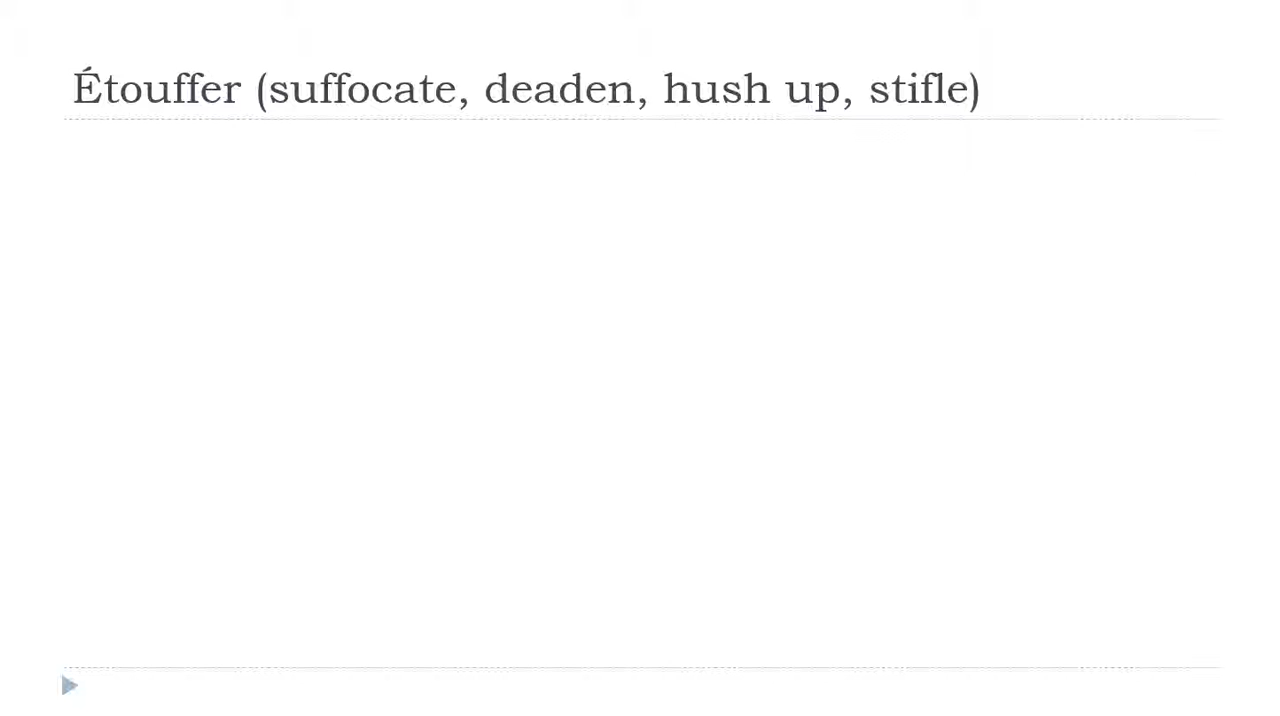 Étouffer (suffocate, deaden, hush up, stifle)